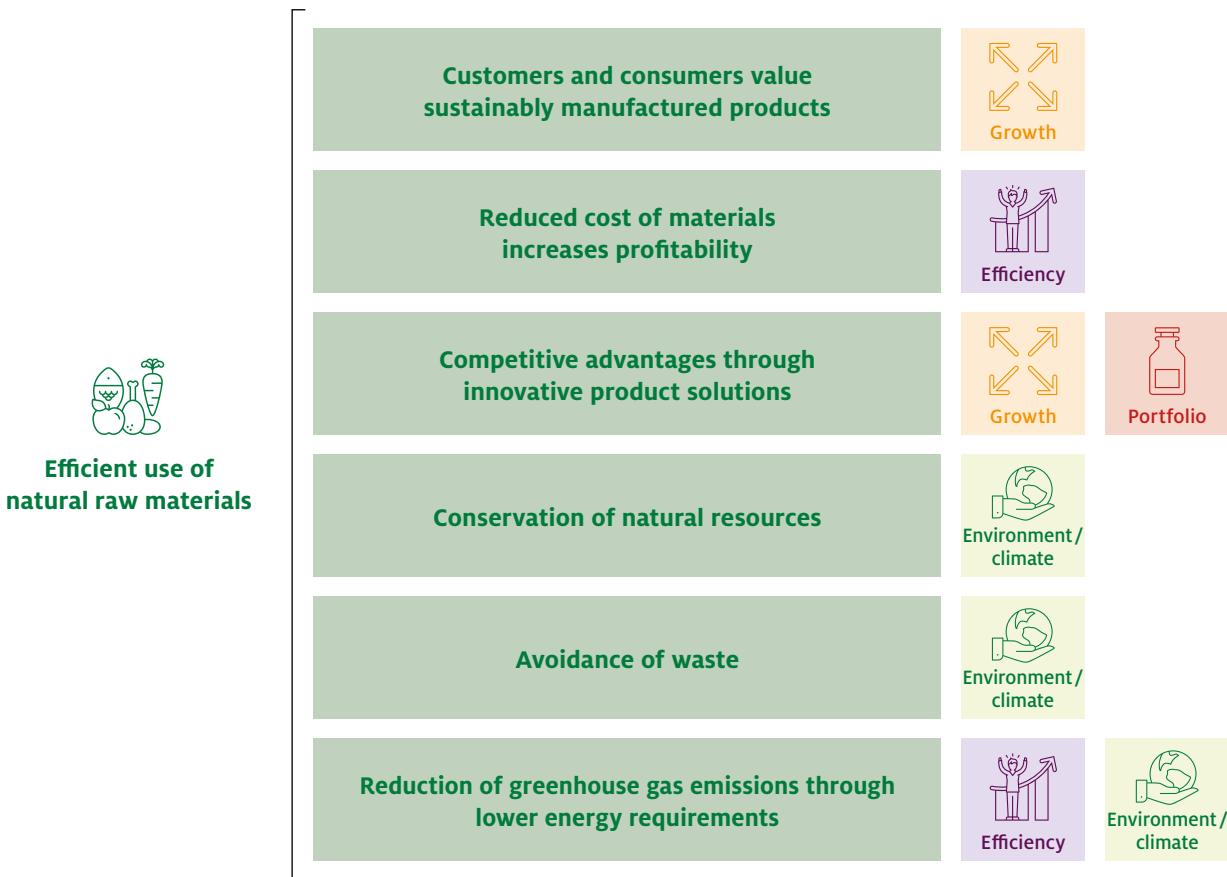 Efficient use of
natural raw materials
Customers and consumers value
sustainably manufactured products
Growth
Reduced cost of materials
increases profitability
Efficiency
Competitive advantages through
innovative product solutions
Growth
Portfolio
Conservation of natural resources
Environment/
climate
Avoidance of waste
Environment/
climate
Reduction of greenhouse gas emissions through
lower energy requirements
Efficiency
Environment/
climate